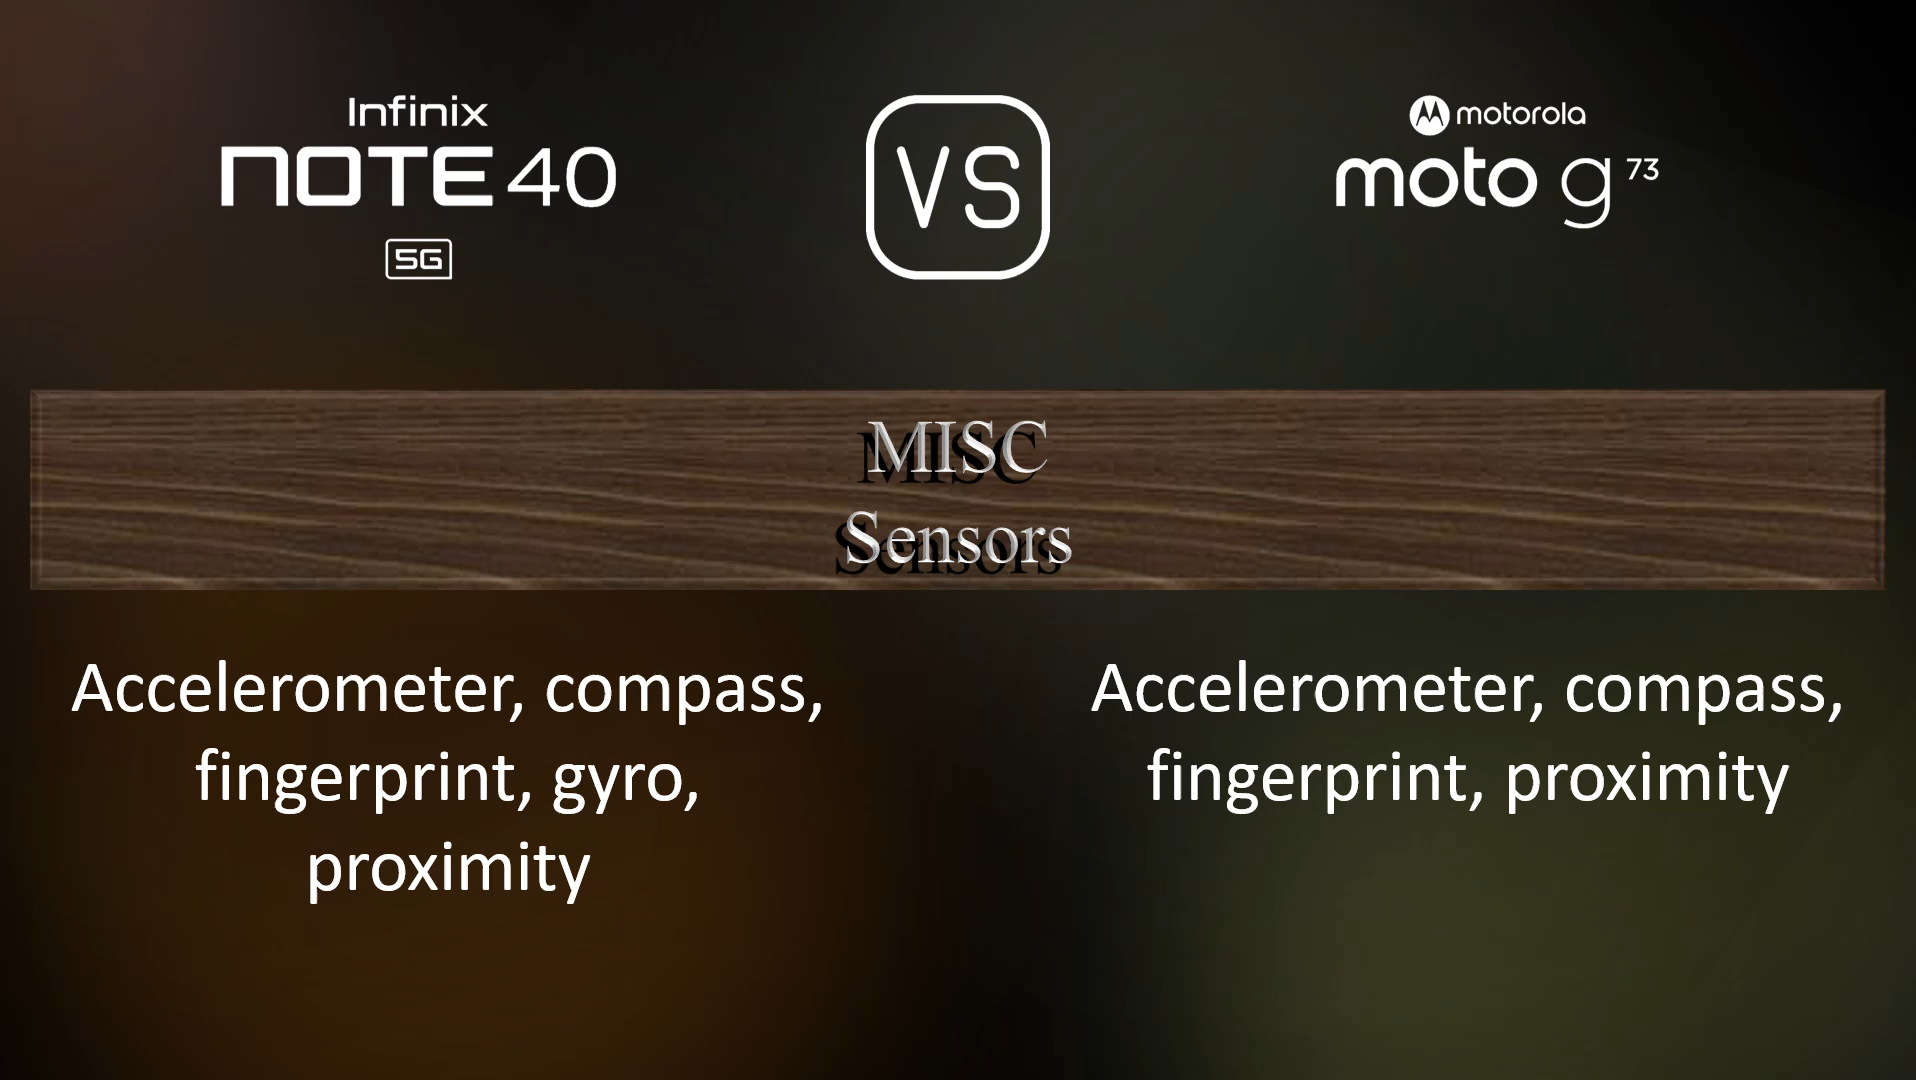 Infinix
NOTE 40
5G
VS
motorola
moto g 73
MISC
Sensors
Accelerometer, compass,
fingerprint, gyro,
proximity
Accelerometer, compass,
fingerprint, proximity